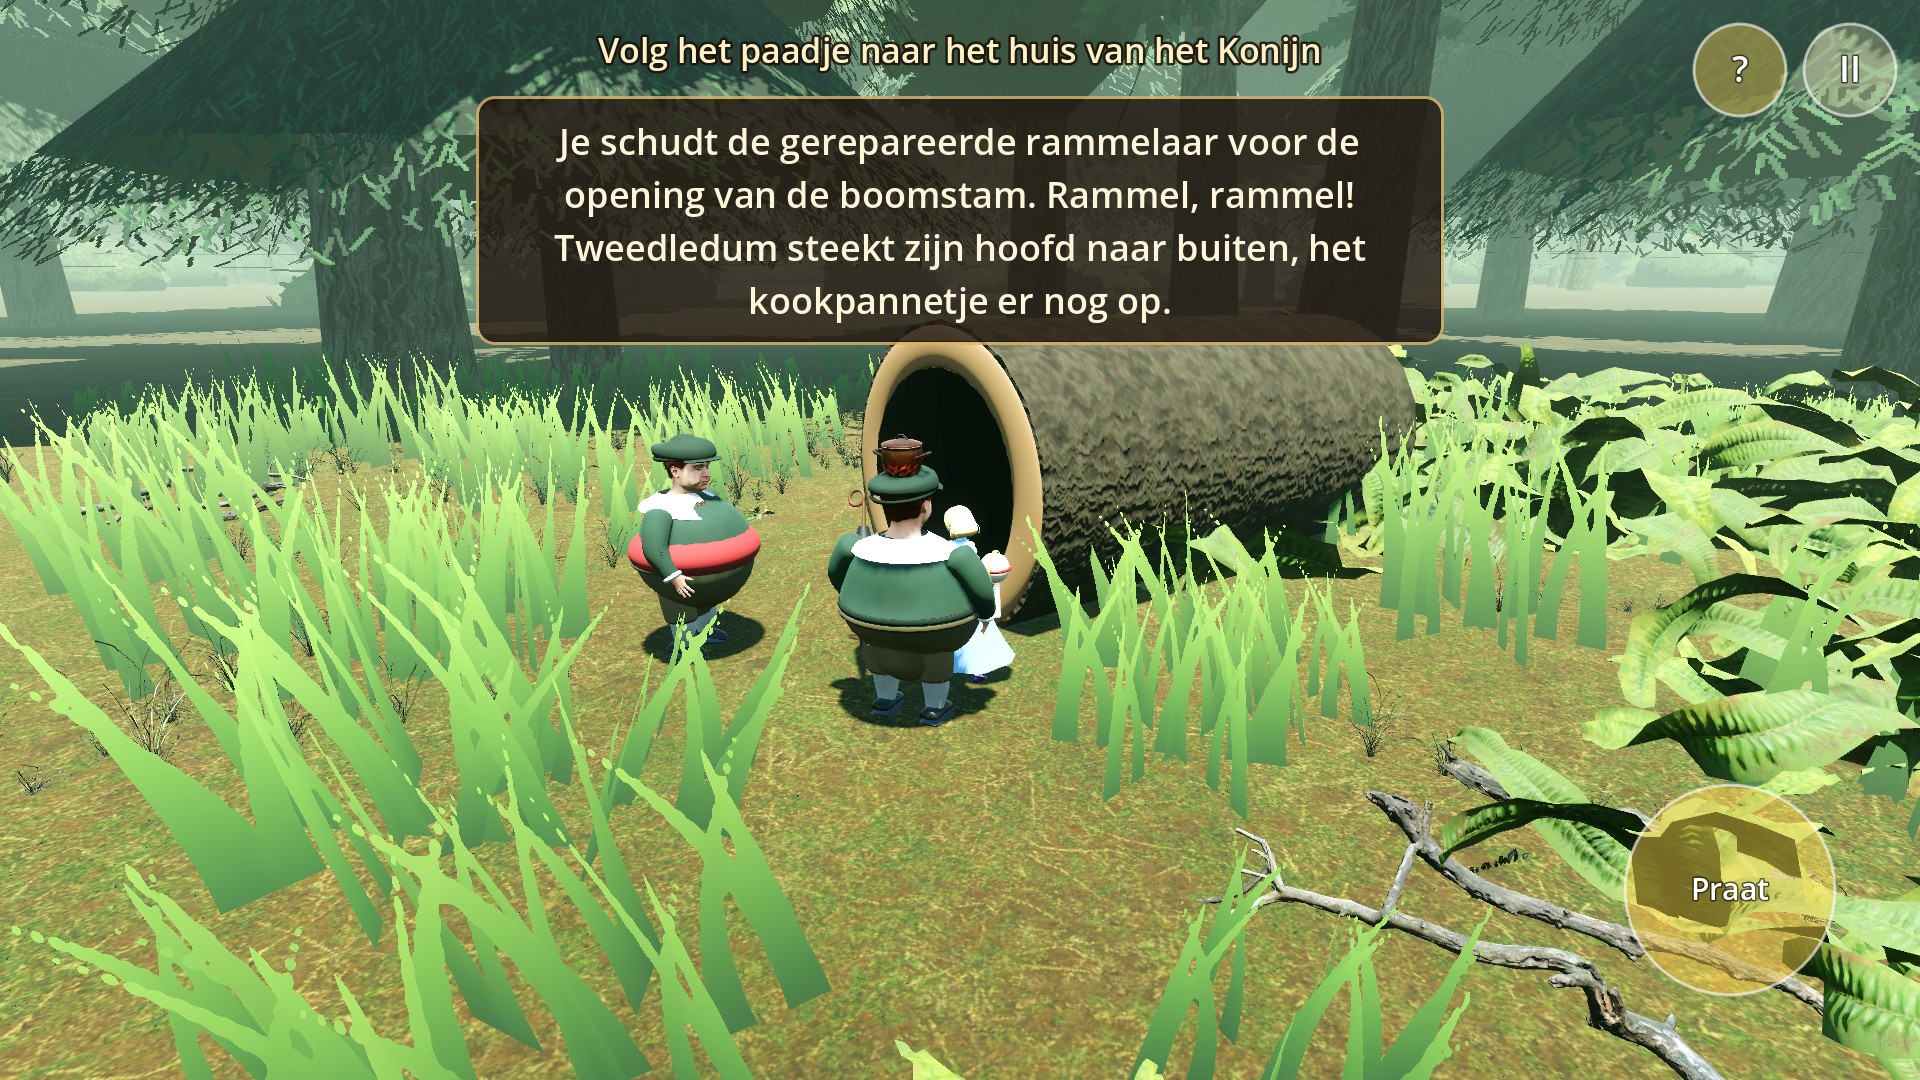 Volg het paadje naar het huis van het Konijn
?
Je schudt de gerepareerde rammelaar voor de
opening van de boomstam. Rammel, rammel!
Tweedledum steekt zijn hoofd naar buiten, het
kookpannetje er nog op.
Praat